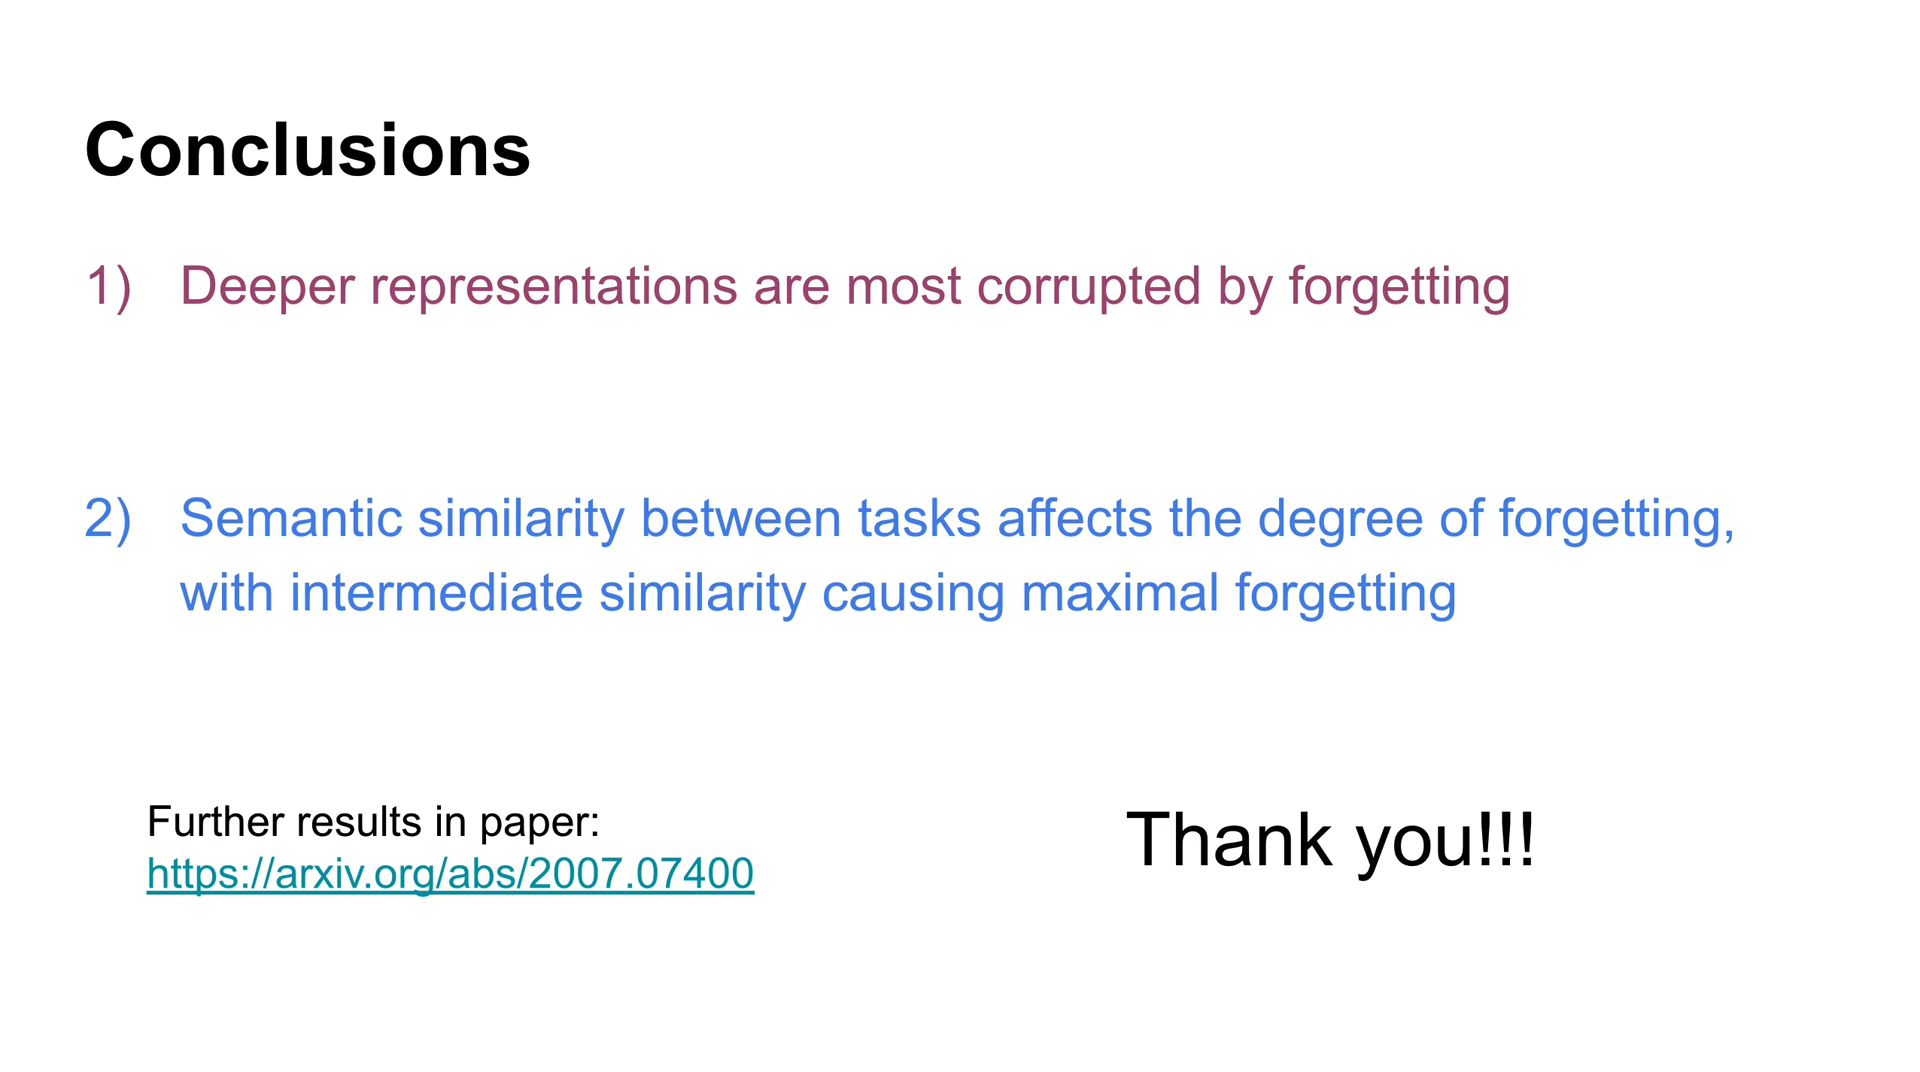 Conclusions
1) Deeper representations are most corrupted by forgetting
2) Semantic similarity between tasks affects the degree of forgetting,
with intermediate similarity causing maximal forgetting
Further results in paper:
https://arxiv.org/abs/2007.07400
Thank you!!!